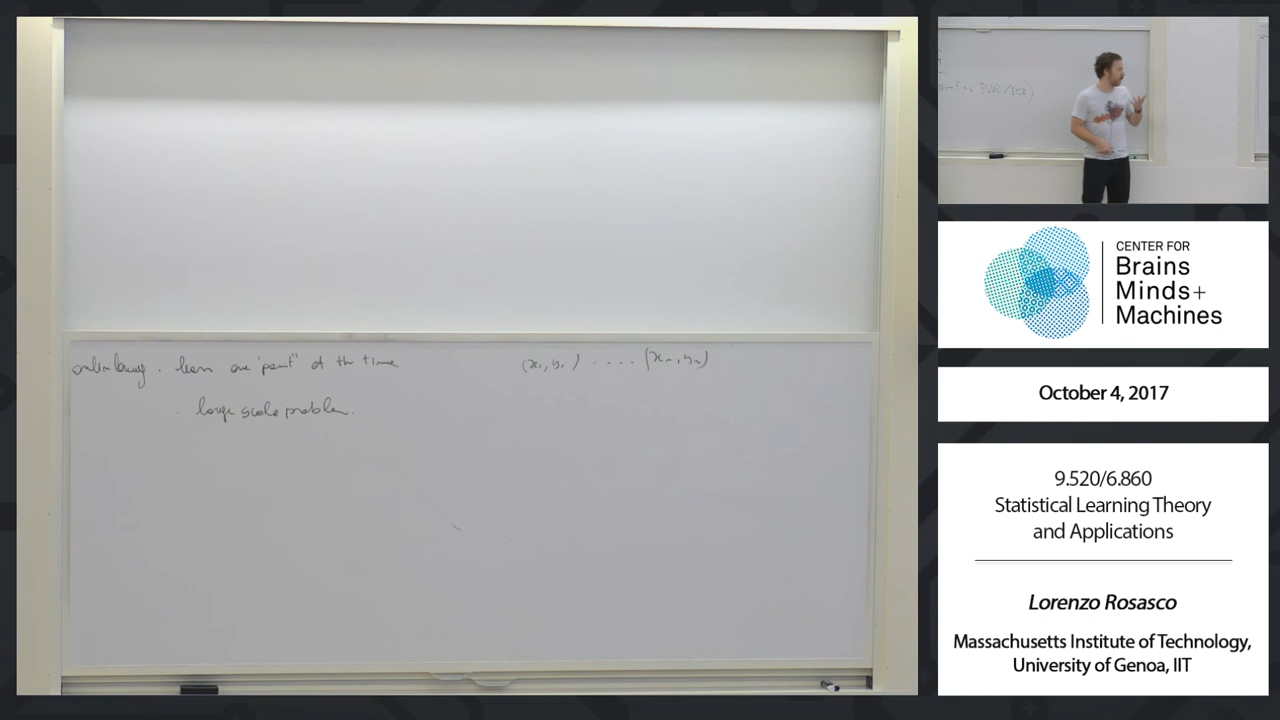 online learning. learn one "point" at the time (x₁, y₁) ..... (xₙ, yₙ)
large scale problem.
CENTER FOR
Brains
Minds+
Machines
October 4, 2017
9.520/6.860
Statistical Learning Theory
and Applications
Lorenzo Rosasco
Massachusetts Institute of Technology,
University of Genoa, IIT